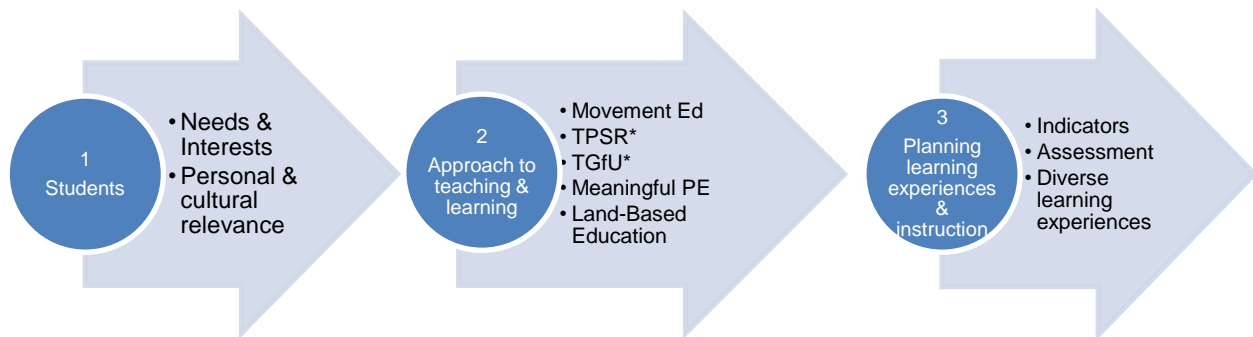 1
Students
• Needs &
Interests
• Personal &
cultural
relevance
2
Approach to
teaching &
learning
• Movement Ed
• TPSR*
• TGfU*
• Meaningful PE
• Land-Based
Education
3
Planning
learning
experiences
&
instruction
• Indicators
• Assessment
• Diverse
learning
experiences